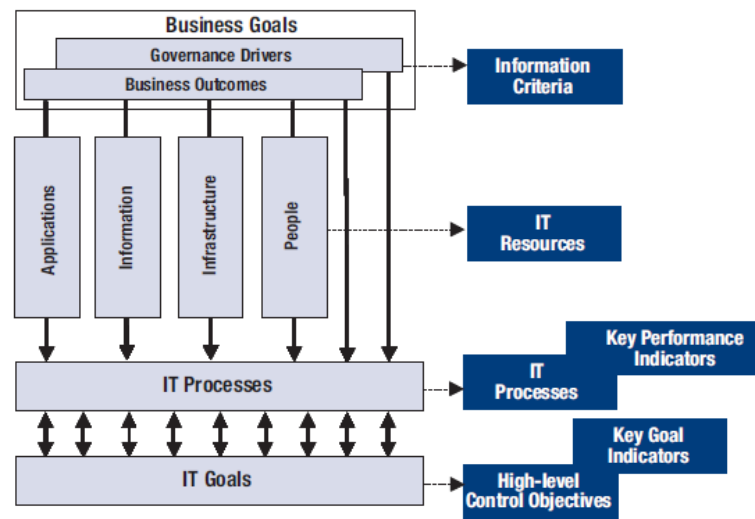 Business Goals
Governance Drivers
Business Outcomes
Information
Criteria
Applications
Information
Infrastructure
People
IT
Resources
Key Performance
Indicators
IT Processes
IT
Processes
Key Goal
Indicators
IT Goals
High-level
Control Objectives